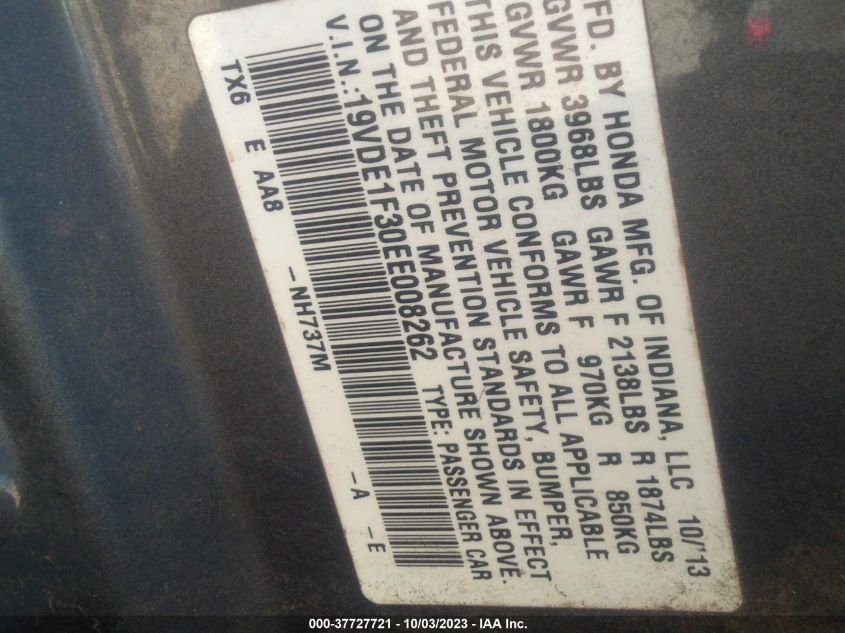 FD. BY HONDA MFG. OF INDIANA, LLC 10/'13
GVWR 3968LBS GAWR F 2138LBS R 1874LBS
GVWR 1800KG GAWR F 970KG R 850KG
THIS VEHICLE CONFORMS TO ALL APPLICABLE
FEDERAL MOTOR VEHICLE SAFETY, BUMPER,
AND THEFT PREVENTION STANDARDS IN EFFECT
ON THE DATE OF MANUFACTURE SHOWN ABOVE.
V.I.N.:19VDE1F30EE008262 TYPE: PASSENGER CAR
TX6 E AA8 -NH737M -A -E
000-37727721 - 10/03/2023 - IAA Inc.